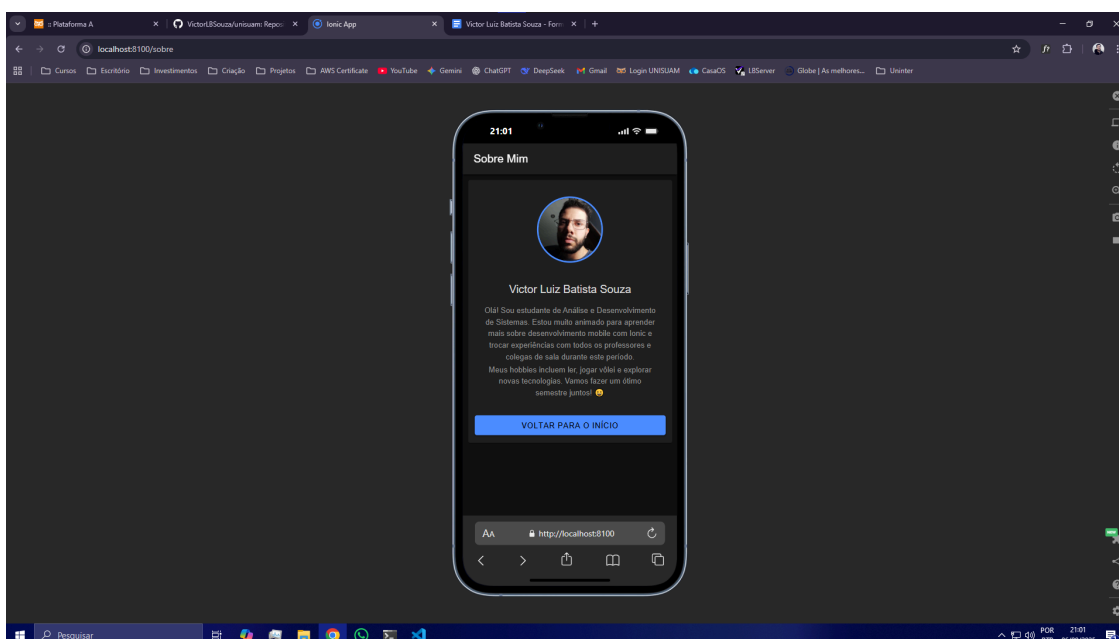 : Plataforma A
VictorLBSouza/unisuam: Repos
Ionic App
Victor Luiz Batista Souza - Form
localhost:8100/sobre
Cursos Escritório Investimentos Criação Projetos AWS Certificate YouTube Gemini ChatGPT DeepSeek Gmail Login UNISUAM CasaOS LBServer Globe | As melhores... Uninter
21:01
Sobre Mim
Victor Luiz Batista Souza
Olá! Sou estudante de Análise e Desenvolvimento
de Sistemas. Estou muito animado para aprender
mais sobre desenvolvimento mobile com Ionic e
trocar experiências com todos os professores e
colegas de sala durante este período.
Meus hobbies incluem ler, jogar vôlei e explorar
novas tecnologias. Vamos fazer um ótimo
semestre juntos! 😀
VOLTAR PARA O INÍCIO
AA http://localhost:8100
Pesquisar
POR 21:01